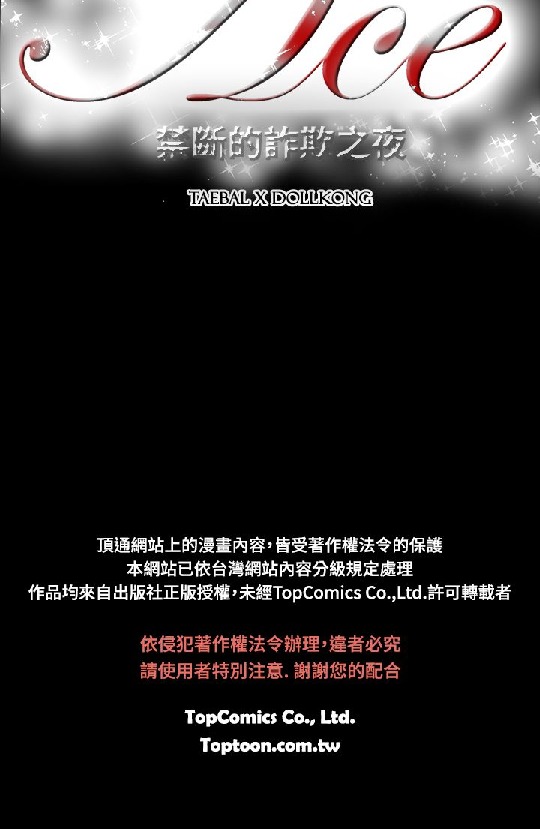 Ace
禁斷的詐欺之夜
TAEBAL X DOLLKONG
頂通網站上的漫畫內容,皆受著作權法令的保護
本網站已依台灣網站內容分級規定處理
作品均來自出版社正版授權,未經TopComics Co.,Ltd.許可轉載者
依侵犯著作權法令辦理,違者必究
請使用者特別注意. 謝謝您的配合
TopComics Co., Ltd.
Toptoon.com.tw